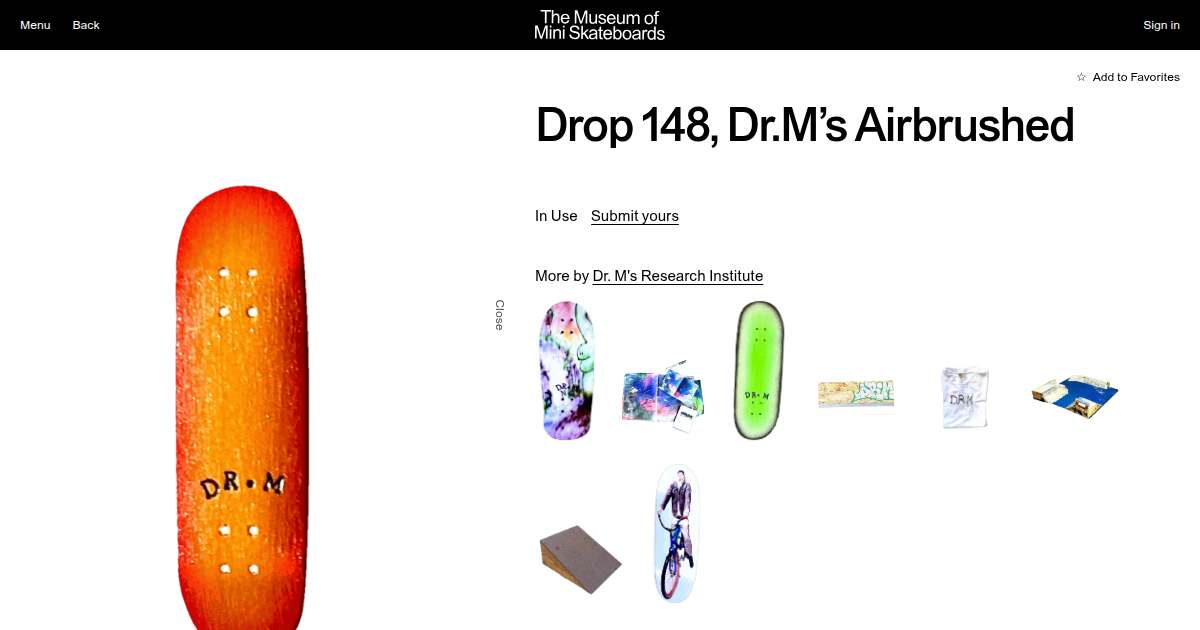 Menu
Back
The Museum of
Mini Skateboards
Sign in
☆ Add to Favorites
Drop 148, Dr.M’s Airbrushed
In Use Submit yours
More by Dr. M's Research Institute
Close
DR•M
DR•M
DR.M